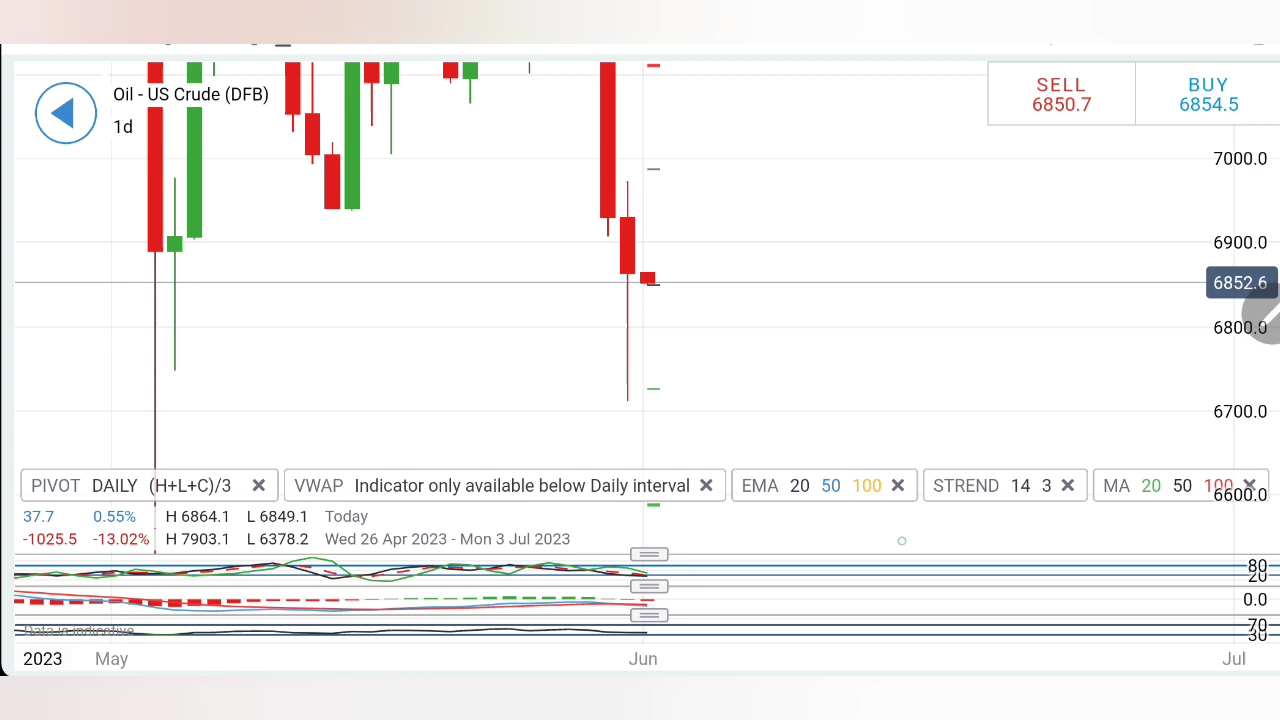 Oil - US Crude (DFB)
1d
SELL
6850.7
BUY
6854.5
7000.0
6900.0
6852.6
6800.0
6700.0
6600.0
PIVOT DAILY (H+L+C)/3
VWAP Indicator only available below Daily interval
EMA 20 50 100
STREND 14 3
MA 20 50 100
37.7 0.55% H 6864.1 L 6849.1 Today
-1025.5 -13.02% H 7903.1 L 6378.2 Wed 26 Apr 2023 - Mon 3 Jul 2023
80
20
0.0
70
30
Data is indicative
2023 May Jun Jul